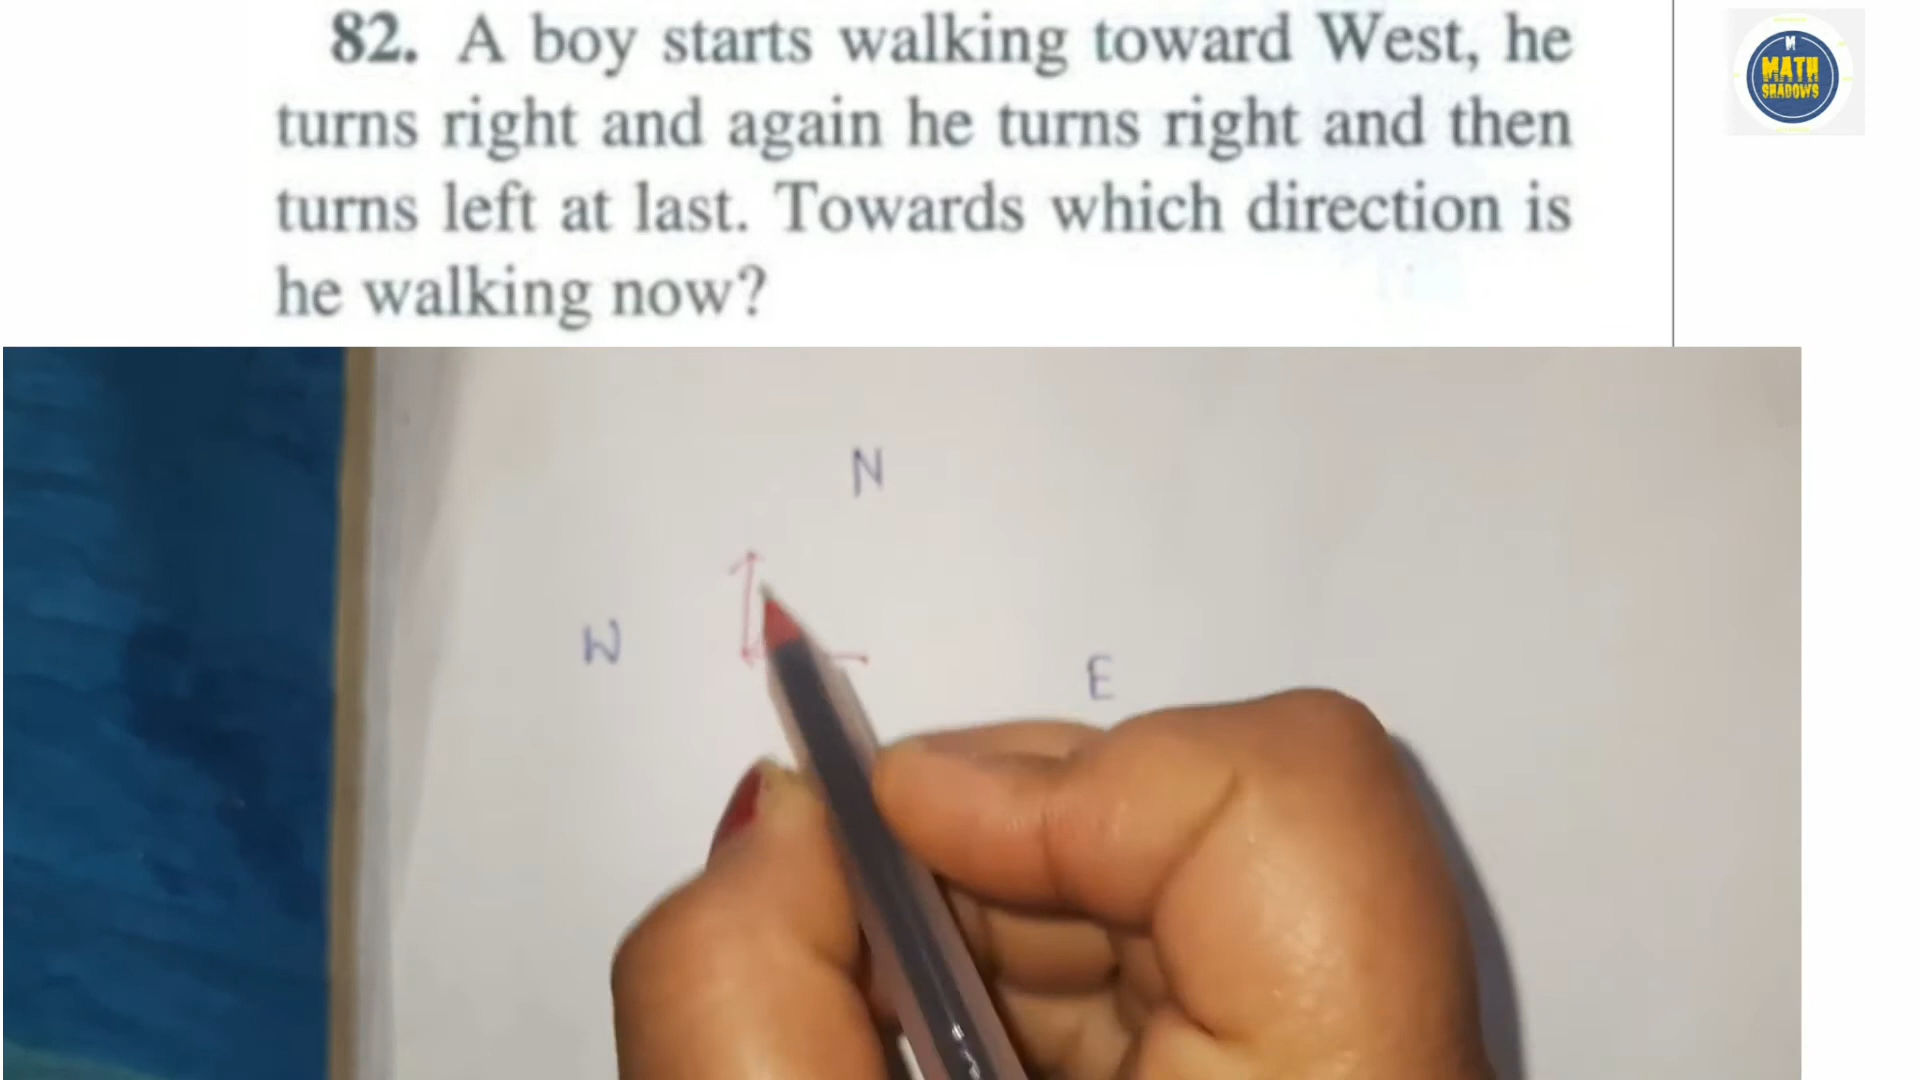 82. A boy starts walking toward West, he
turns right and again he turns right and then
turns left at last. Towards which direction is
he walking now?
M
MATH
SHADOWS
N
W
E